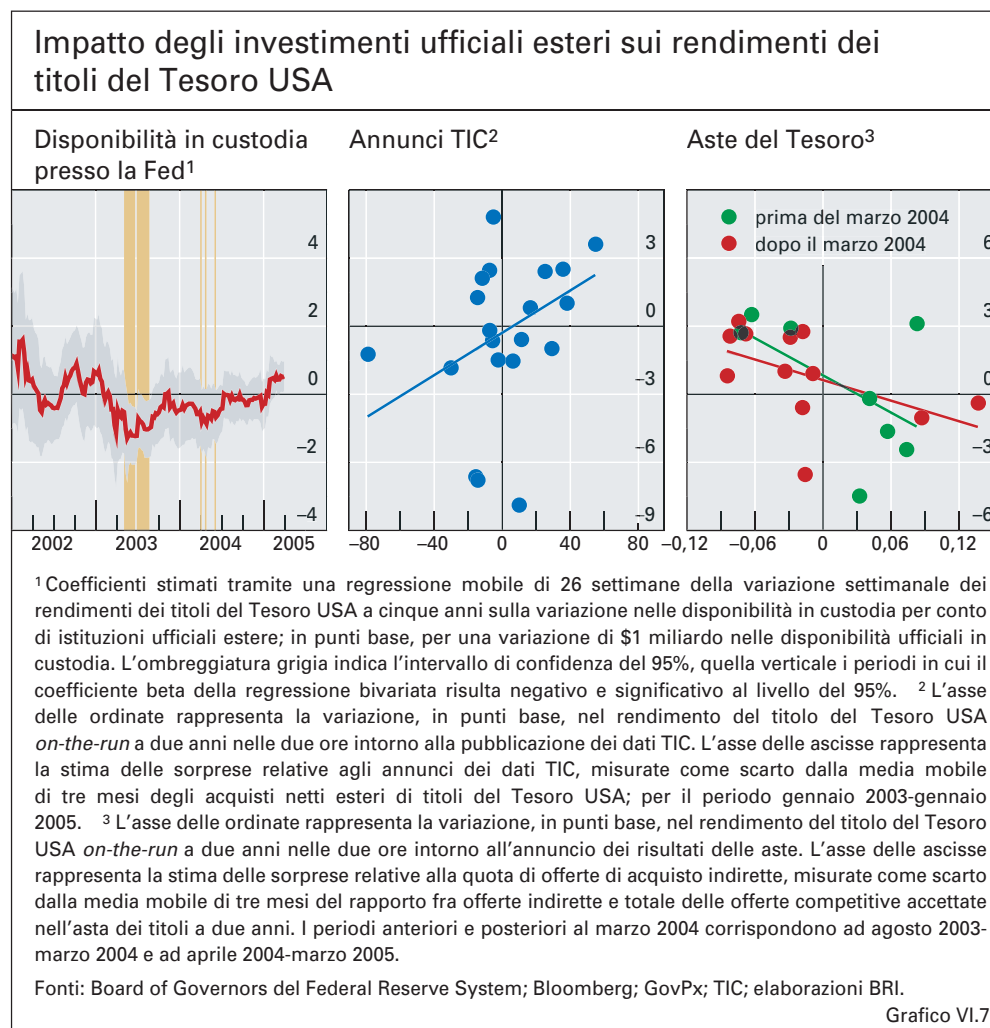 Impatto degli investimenti ufficiali esteri sui rendimenti dei
titoli del Tesoro USA
Disponibilità in custodia
presso la Fed1
Annunci TIC2
Aste del Tesoro3
4
2
0
–2
–4
2002 2003 2004 2005
3
0
–3
–6
–9
–80 –40 0 40 80
prima del marzo 2004
dopo il marzo 2004
6
3
0
–3
–6
–0,12 –0,06 0 0,06 0,12
1 Coefficienti stimati tramite una regressione mobile di 26 settimane della variazione settimanale dei
rendimenti dei titoli del Tesoro USA a cinque anni sulla variazione nelle disponibilità in custodia per conto
di istituzioni ufficiali estere; in punti base, per una variazione di $1 miliardo nelle disponibilità ufficiali in
custodia. L'ombreggiatura grigia indica l'intervallo di confidenza del 95%, quella verticale i periodi in cui il
coefficiente beta della regressione bivariata risulta negativo e significativo al livello del 95%. 2 L'asse
delle ordinate rappresenta la variazione, in punti base, nel rendimento del titolo del Tesoro USA
on-the-run a due anni nelle due ore intorno alla pubblicazione dei dati TIC. L'asse delle ascisse rappresenta
la stima delle sorprese relative agli annunci dei dati TIC, misurate come scarto dalla media mobile
di tre mesi degli acquisti netti esteri di titoli del Tesoro USA; per il periodo gennaio 2003-gennaio
2005. 3 L'asse delle ordinate rappresenta la variazione, in punti base, nel rendimento del titolo del Tesoro
USA on-the-run a due anni nelle due ore intorno all'annuncio dei risultati delle aste. L'asse delle ascisse
rappresenta la stima delle sorprese relative alla quota di offerte di acquisto indirette, misurate come scarto
dalla media mobile di tre mesi del rapporto fra offerte indirette e totale delle offerte competitive accettate
nell'asta dei titoli a due anni. I periodi anteriori e posteriori al marzo 2004 corrispondono ad agosto 2003-
marzo 2004 e ad aprile 2004-marzo 2005.
Fonti: Board of Governors del Federal Reserve System; Bloomberg; GovPx; TIC; elaborazioni BRI.
Grafico VI.7